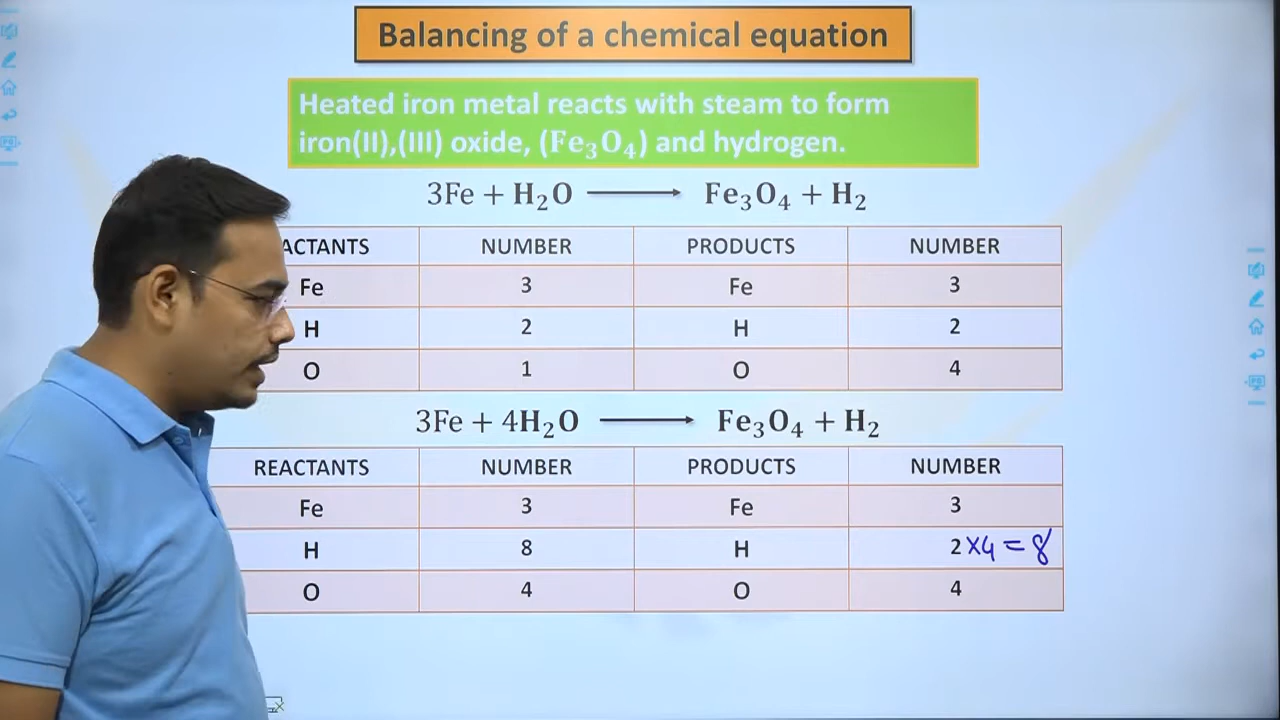 Balancing of a chemical equation
Heated iron metal reacts with steam to form
iron(II),(III) oxide, (Fe₃O₄) and hydrogen.
3Fe + H₂O ⟶ Fe₃O₄ + H₂
ACTANTS NUMBER PRODUCTS NUMBER
Fe 3 Fe 3
H 2 H 2
O 1 O 4
3Fe + 4H₂O ⟶ Fe₃O₄ + H₂
REACTANTS NUMBER PRODUCTS NUMBER
Fe 3 Fe 3
H 8 H 2 ×4 = 8
O 4 O 4